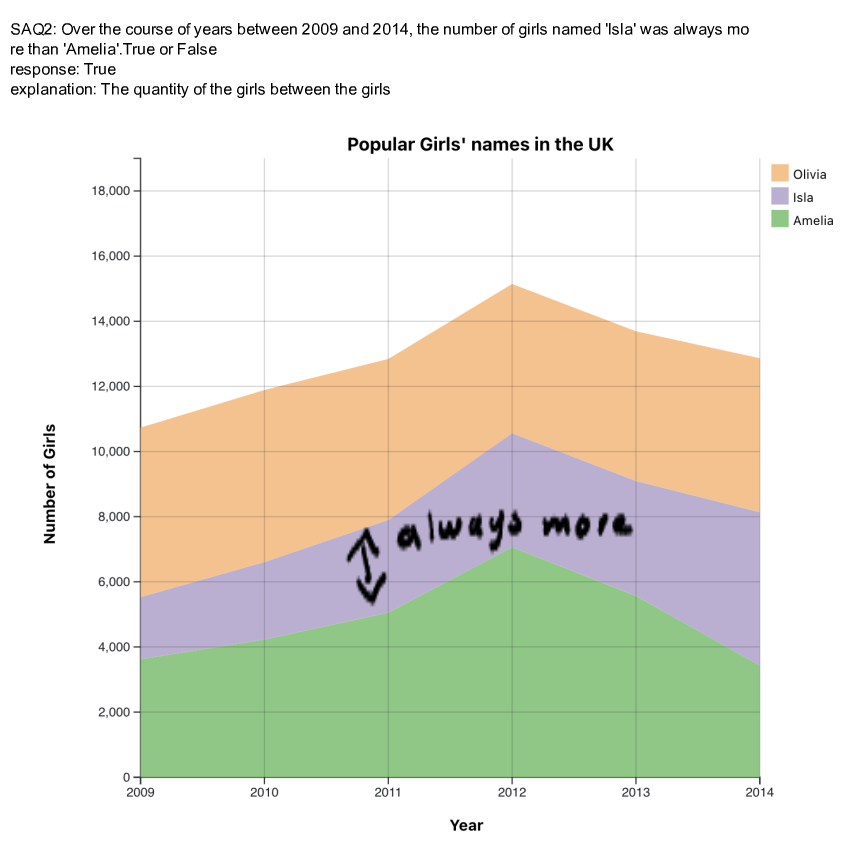 SAQ2: Over the course of years between 2009 and 2014, the number of girls named 'Isla' was always mo
re than 'Amelia'.True or False
response: True
explanation: The quantity of the girls between the girls
Popular Girls' names in the UK
Olivia
Isla
Amelia
18,000
16,000
14,000
12,000
10,000
8,000
6,000
4,000
2,000
0
Number of Girls
always more
2009 2010 2011 2012 2013 2014
Year